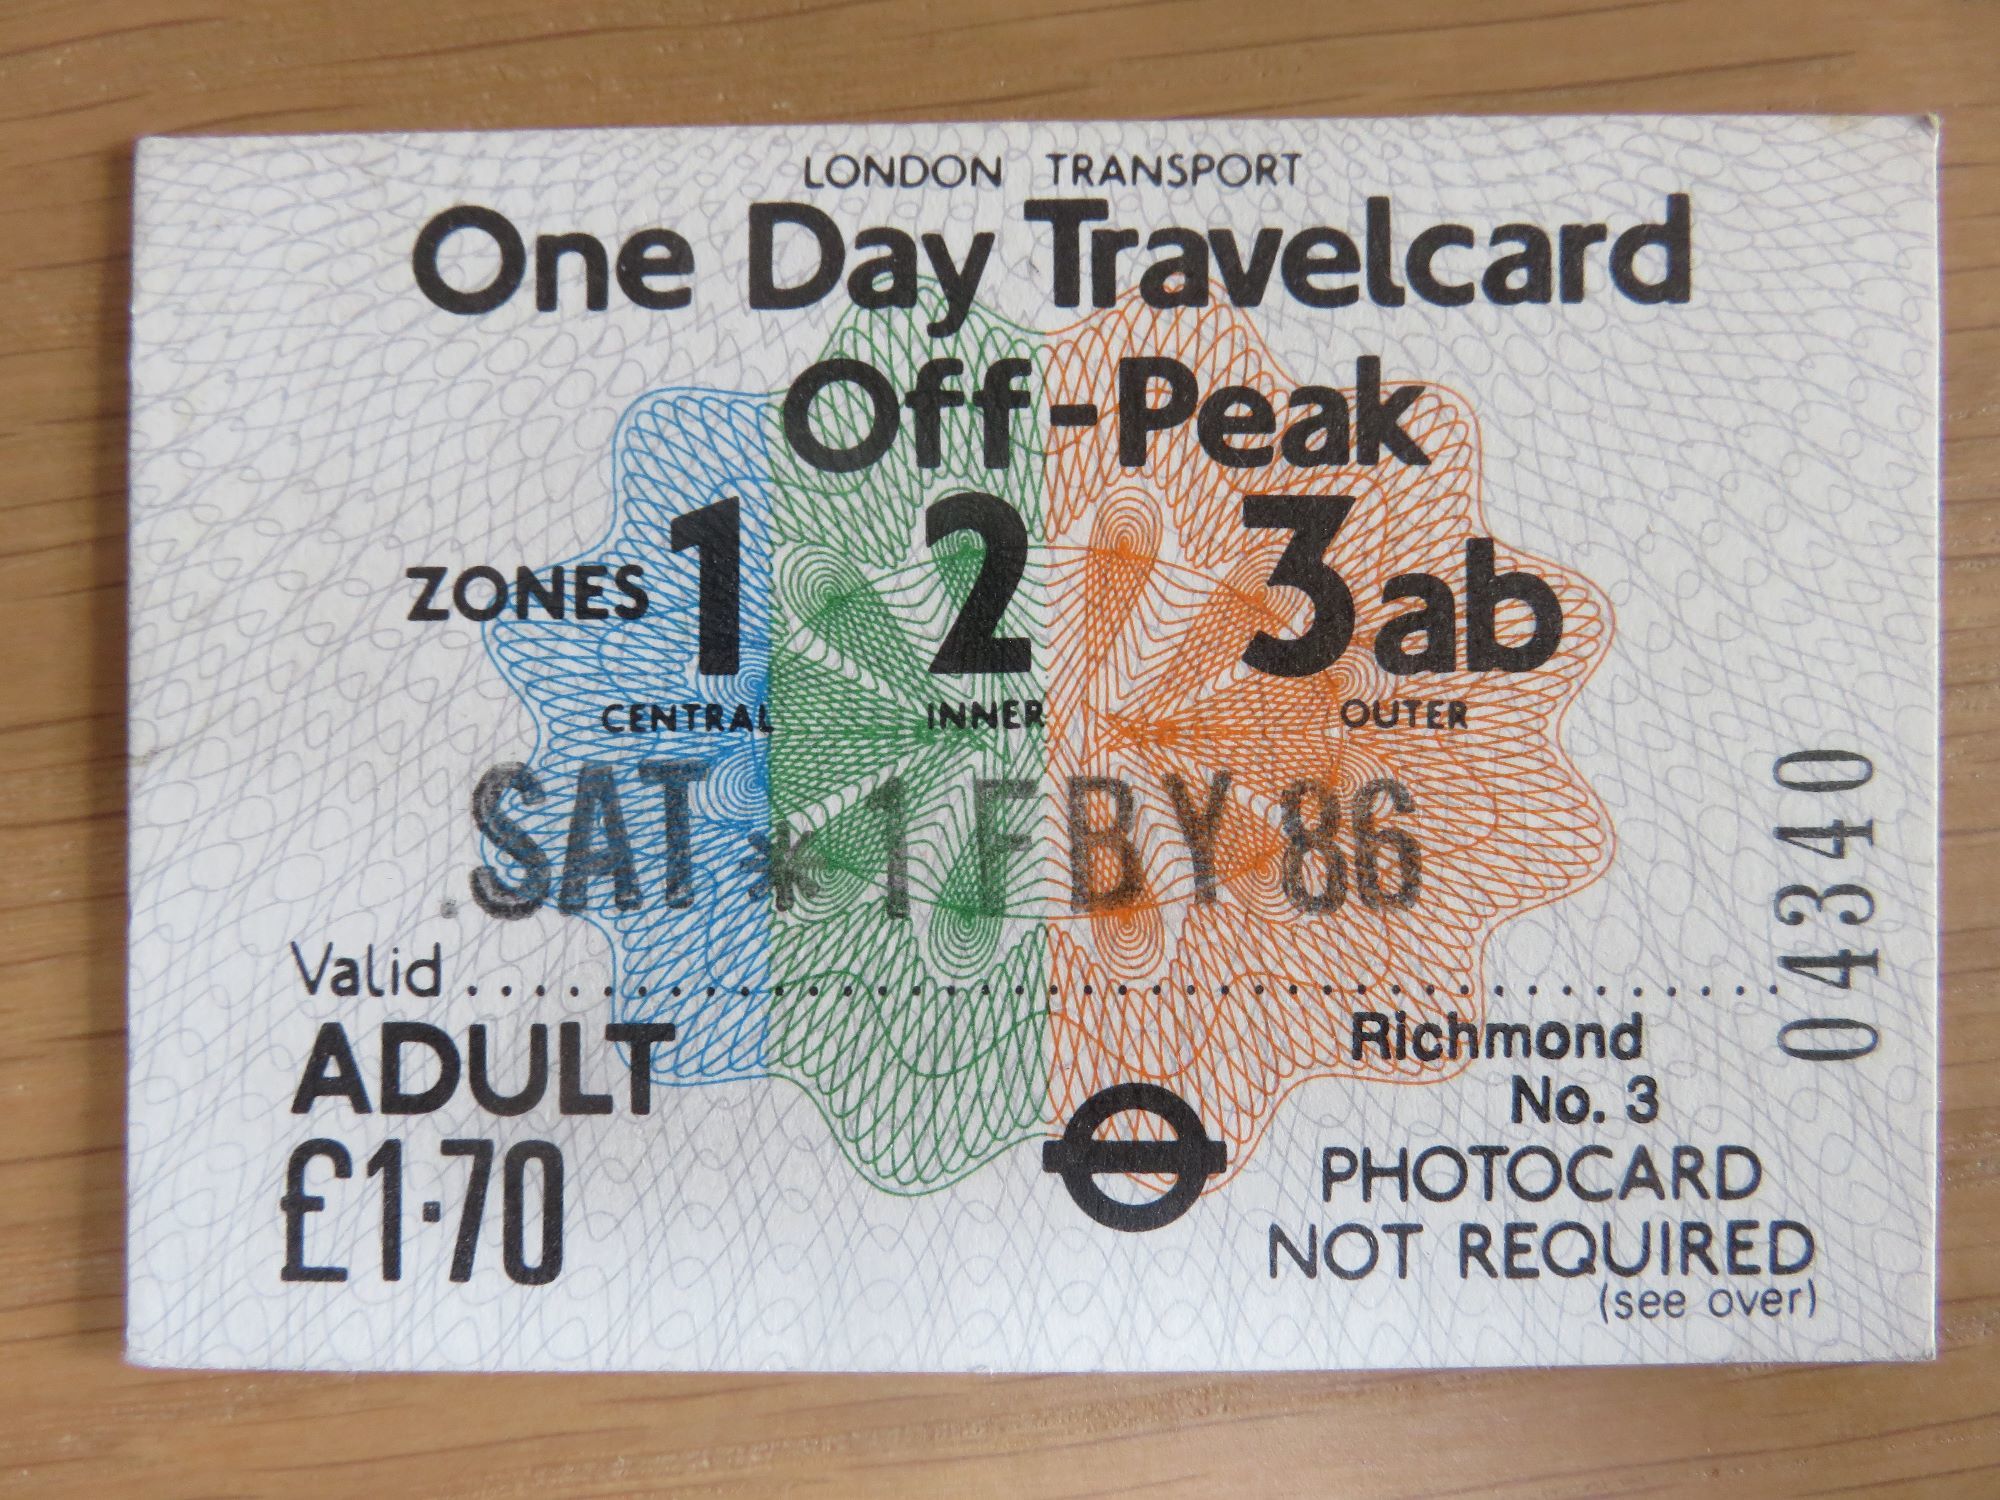 LONDON TRANSPORT
One Day Travelcard
Off-Peak
ZONES 1 2 3ab
CENTRAL INNER OUTER
SAT * 1 FBY 86
Valid........................................
ADULT
£1·70
Richmond
No. 3
PHOTOCARD
NOT REQUIRED
(see over)
04340